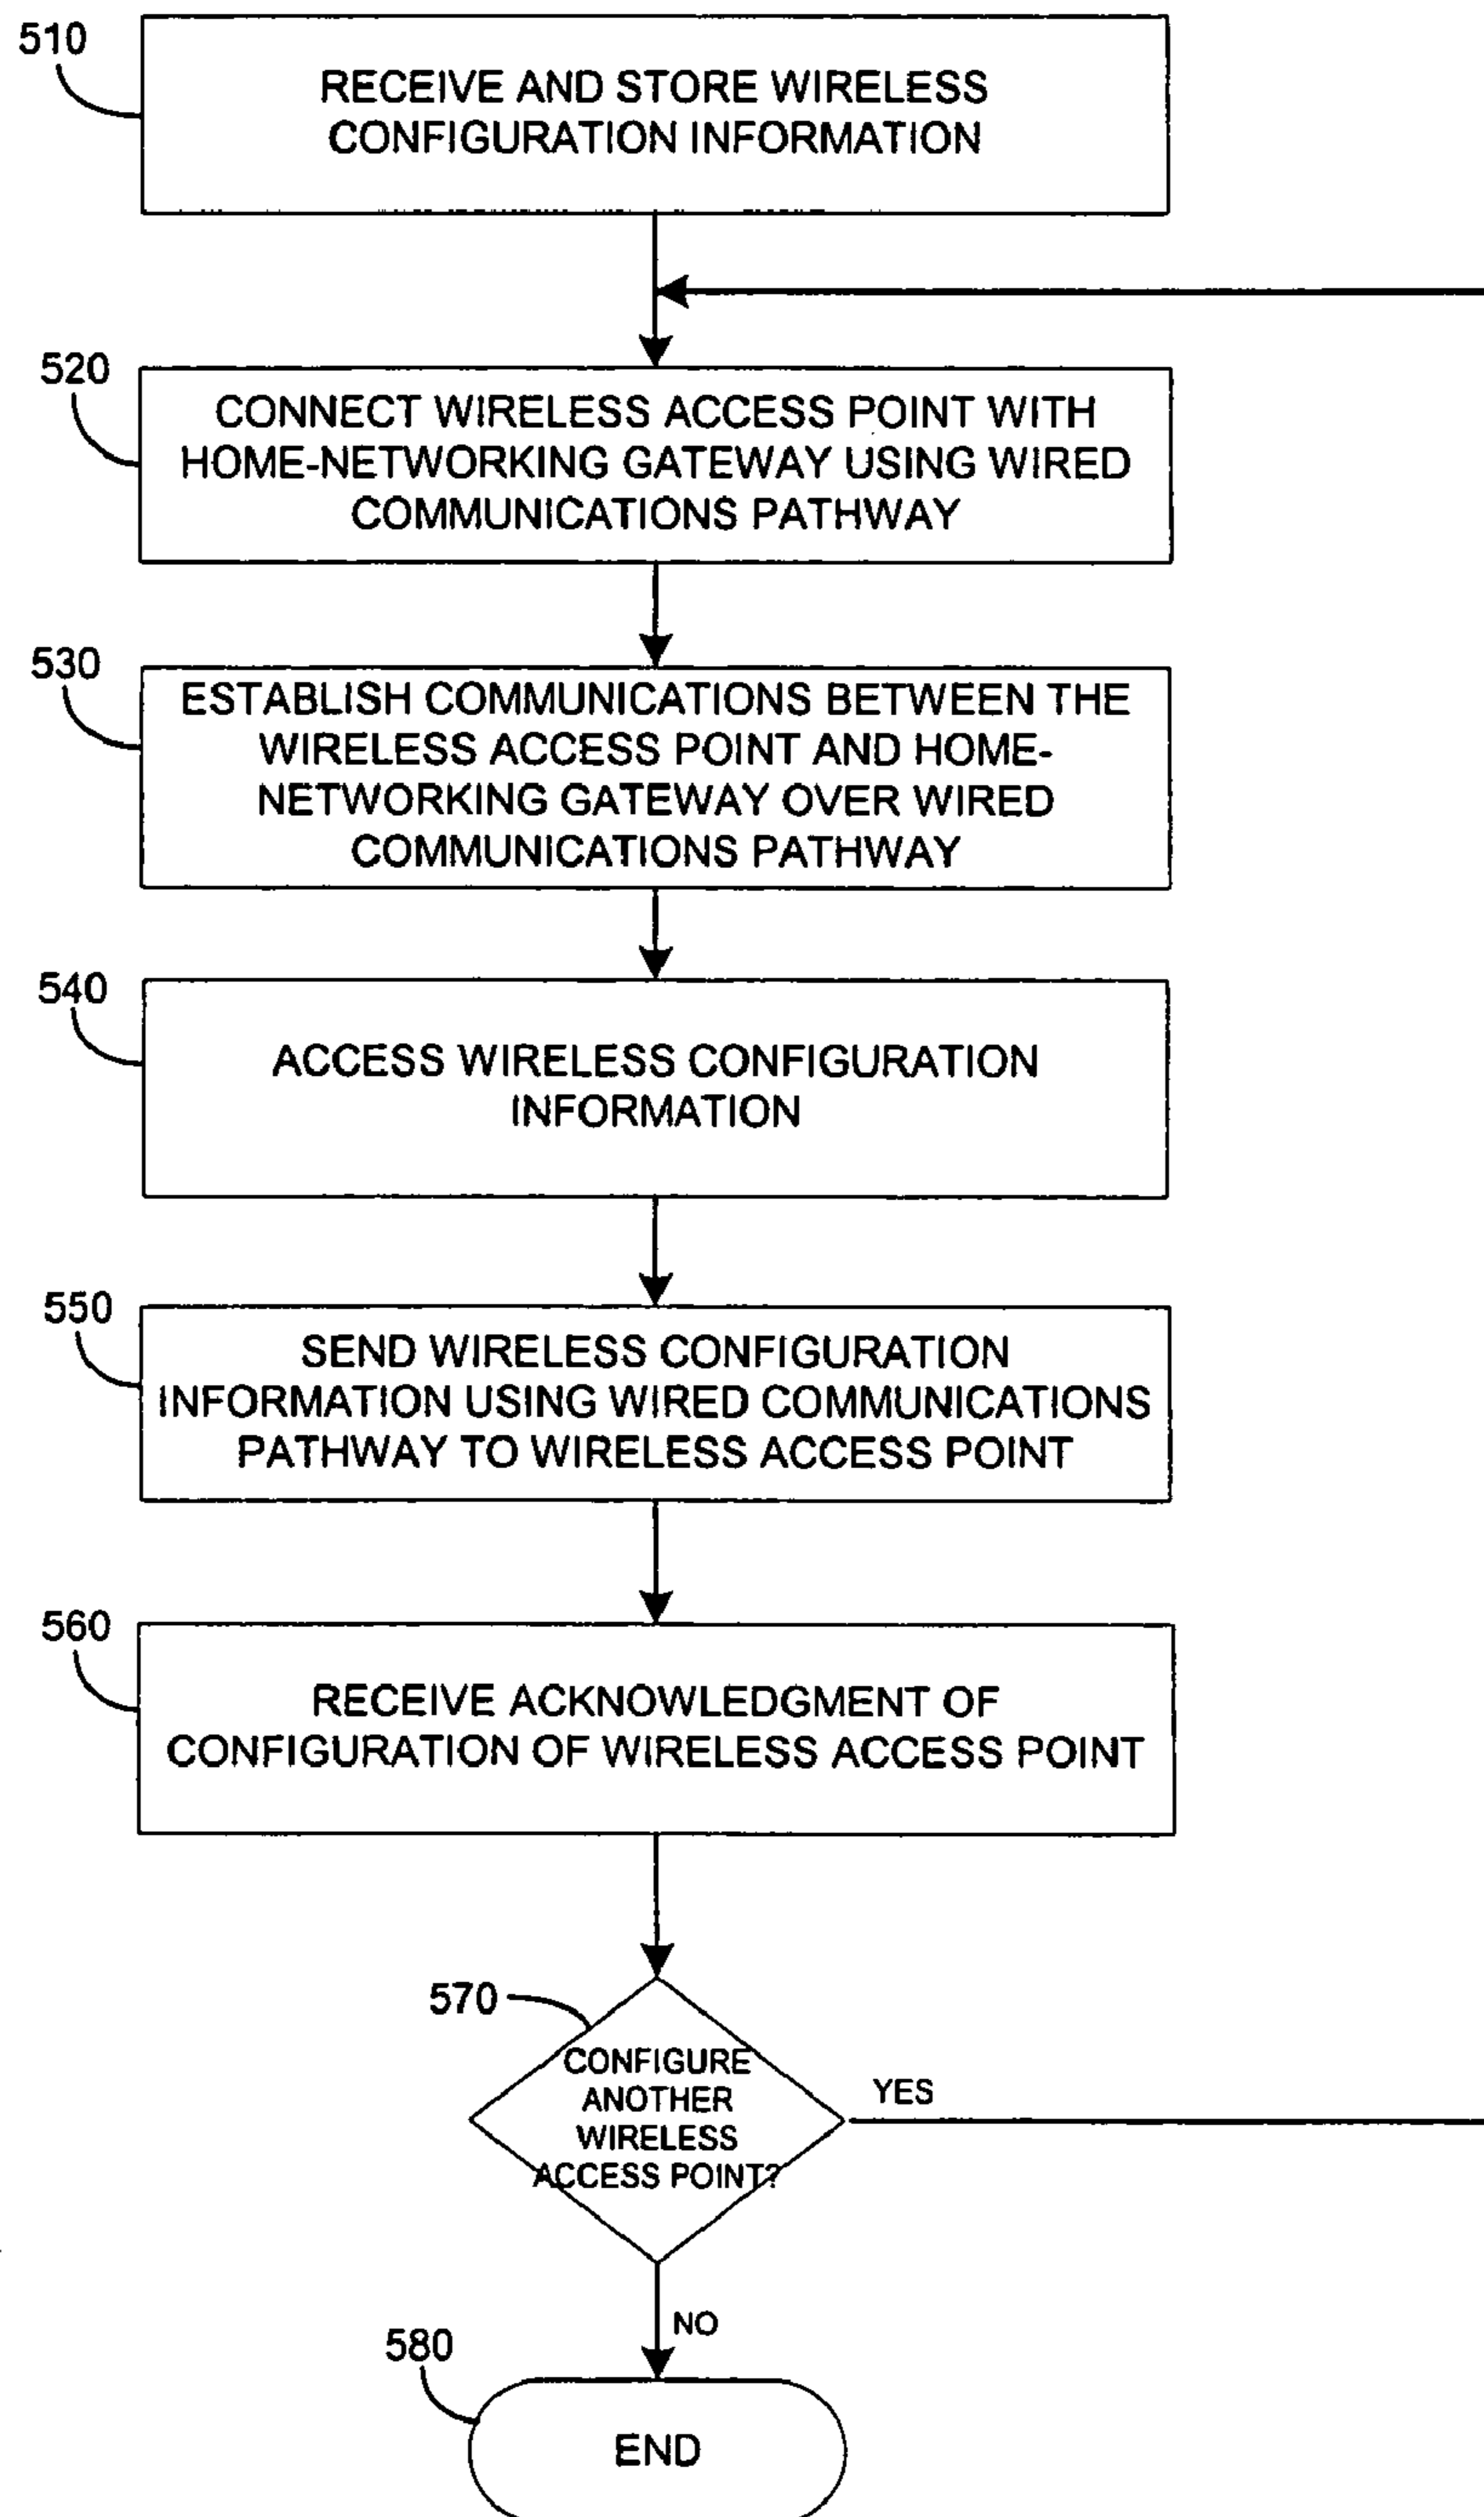 510
RECEIVE AND STORE WIRELESS
CONFIGURATION INFORMATION
520
CONNECT WIRELESS ACCESS POINT WITH
HOME-NETWORKING GATEWAY USING WIRED
COMMUNICATIONS PATHWAY
530
ESTABLISH COMMUNICATIONS BETWEEN THE
WIRELESS ACCESS POINT AND HOME-
NETWORKING GATEWAY OVER WIRED
COMMUNICATIONS PATHWAY
540
ACCESS WIRELESS CONFIGURATION
INFORMATION
550
SEND WIRELESS CONFIGURATION
INFORMATION USING WIRED COMMUNICATIONS
PATHWAY TO WIRELESS ACCESS POINT
560
RECEIVE ACKNOWLEDGMENT OF
CONFIGURATION OF WIRELESS ACCESS POINT
570
CONFIGURE
ANOTHER
WIRELESS
ACCESS POINT?
YES
NO
580
END